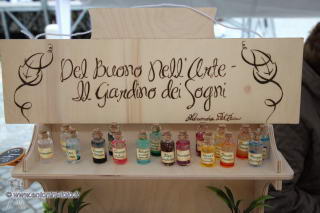 Del Buono Nell'Arte -
Il Giardino dei Sogni